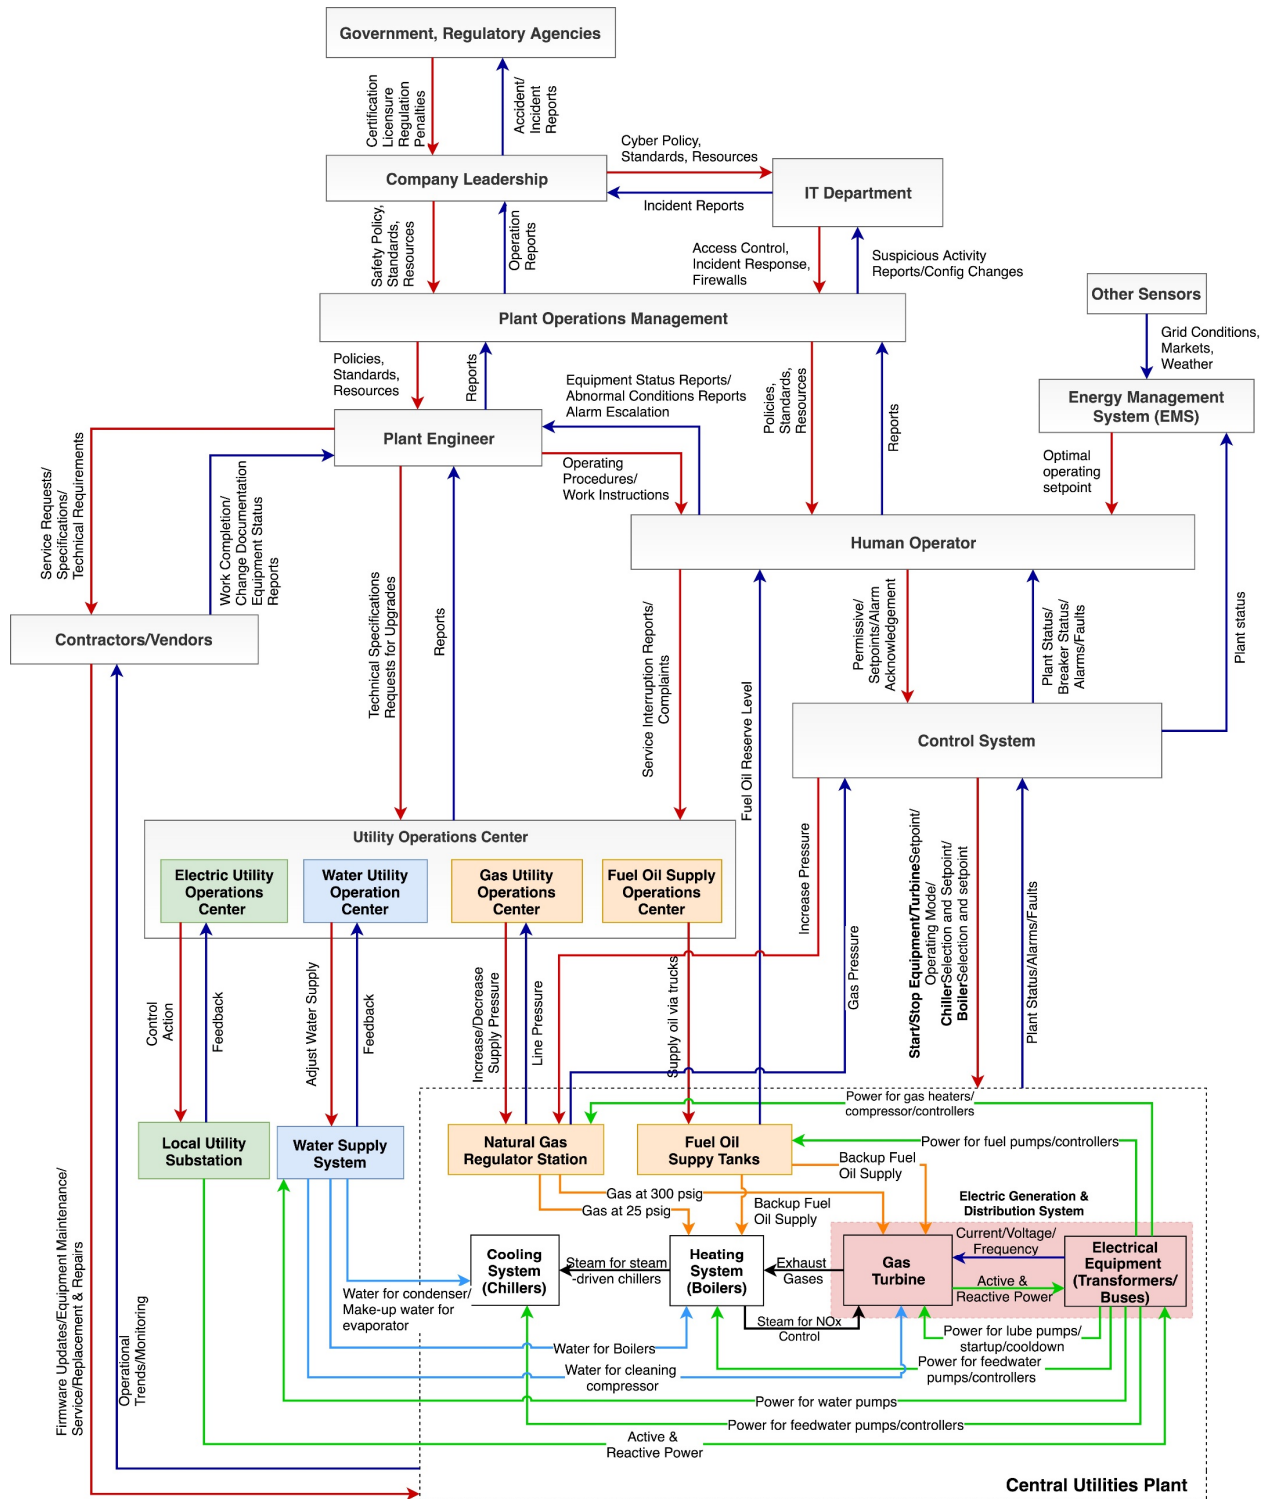 Government, Regulatory Agencies
Certification
Licensure
Regulation
Penalties
Accident/
Incident
Reports
Company Leadership
Cyber Policy,
Standards, Resources
Incident Reports
IT Department
Safety Policy,
Standards,
Resources
Operation
Reports
Access Control,
Incident Response,
Firewalls
Suspicious Activity
Reports/Config Changes
Plant Operations Management
Other Sensors
Grid Conditions,
Markets,
Weather
Policies,
Standards,
Resources
Reports
Equipment Status Reports/
Abnormal Conditions Reports
Alarm Escalation
Policies,
Standards,
Resources
Reports
Energy Management
System (EMS)
Plant Engineer
Operating
Procedures/
Work Instructions
Optimal
operating
setpoint
Service Requests/
Specifications/
Technical Requirements
Work Completion/
Change Documentation
Equipment Status
Reports
Human Operator
Contractors/Vendors
Technical Specifications
Requests for Upgrades
Reports
Service Interruption Reports/
Complaints
Fuel Oil Reserve Level
Permissive/
Setpoints/Alarm
Acknowledgement
Plant Status/
Breaker Status/
Alarms/Faults
Plant status
Control System
Utility Operations Center
Electric Utility
Operations
Center
Water Utility
Operation
Center
Gas Utility
Operations
Center
Fuel Oil Supply
Operations
Center
Increase Pressure
Gas Pressure
Start/Stop Equipment/TurbineSetpoint/
Operating Mode/
ChillerSelection and Setpoint/
BoilerSelection and setpoint
Plant Status/Alarms/Faults
Control
Action
Feedback
Adjust Water Supply
Feedback
Increase/Decrease
Supply Pressure
Line Pressure
Supply oil via trucks
Power for gas heaters/
compressor/controllers
Local Utility
Substation
Water Supply
System
Natural Gas
Regulator Station
Fuel Oil
Suppy Tanks
Power for fuel pumps/controllers
Backup Fuel
Oil Supply
Gas at 300 psig
Gas at 25 psig
Backup Fuel
Oil Supply
Electric Generation &
Distribution System
Cooling
System
(Chillers)
Steam for steam
-driven chillers
Heating
System
(Boilers)
Exhaust
Gases
Gas
Turbine
Current/Voltage/
Frequency
Active &
Reactive Power
Electrical
Equipment
(Transformers/
Buses)
Water for condenser/
Make-up water for
evaporator
Steam for NOx
Control
Power for lube pumps/
startup/cooldown
Water for Boilers
Power for feedwater
pumps/controllers
Water for cleaning
compressor
Power for water pumps
Power for feedwater pumps/controllers
Active &
Reactive Power
Firmware Updates/Equipment Maintenance/
Service/Replacement & Repairs
Operational
Trends/Monitoring
Central Utilities Plant